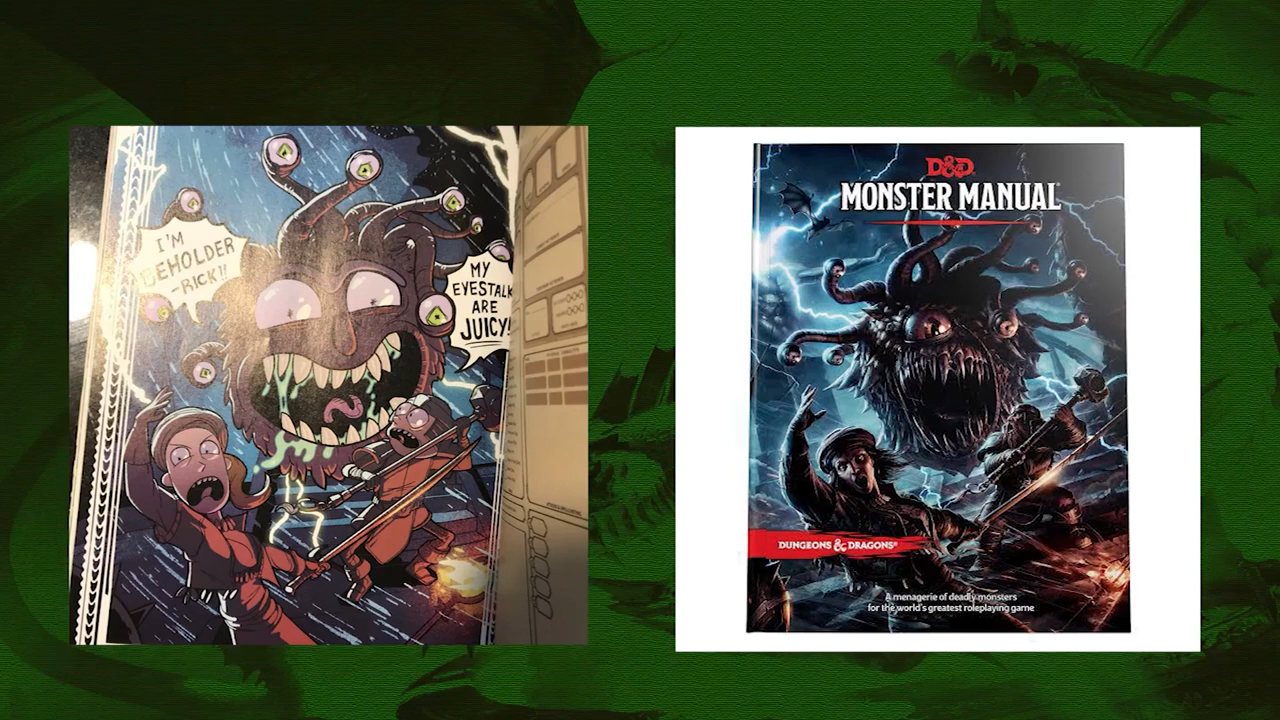 I'M
BEHOLDER
-RICK!!
MY
EYESTALK
ARE
JUICY!
D&D
MONSTER MANUAL
DUNGEONS & DRAGONS®
A menagerie of deadly monsters
for the world's greatest roleplaying game